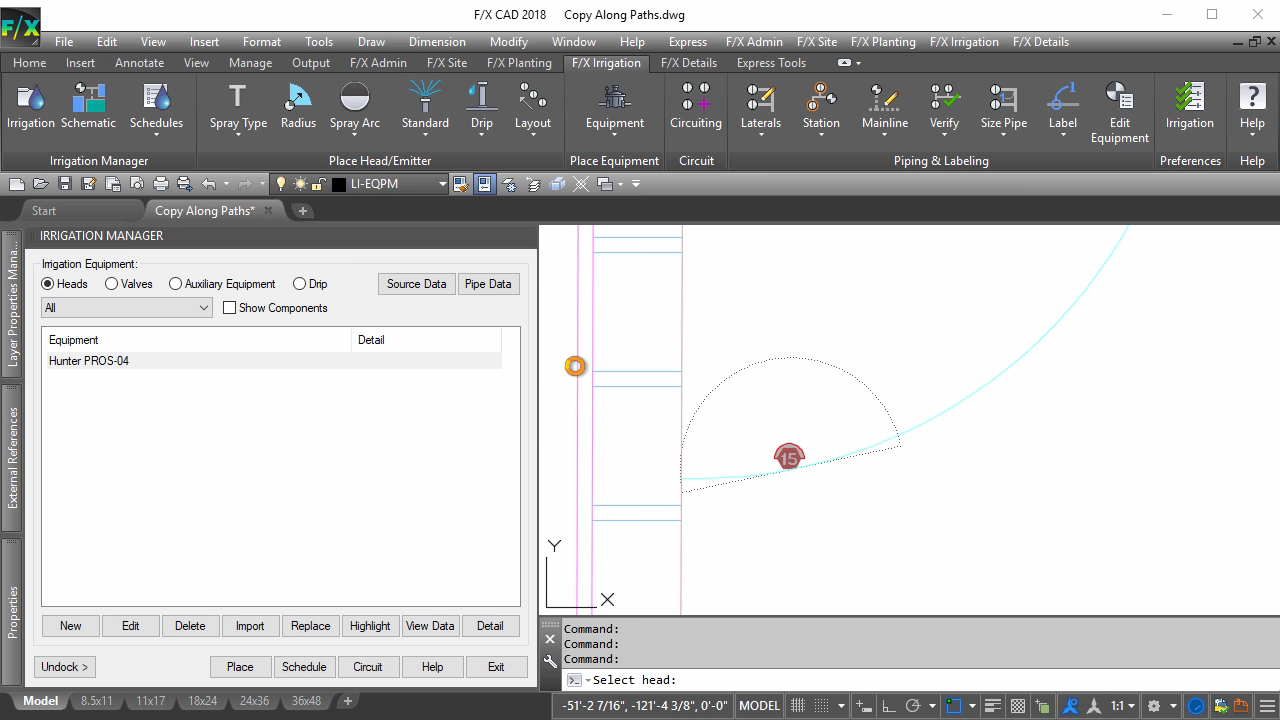 F/X
F/X CAD 2018 Copy Along Paths.dwg
File Edit View Insert Format Tools Draw Dimension Modify Window Help Express F/X Admin F/X Site F/X Planting F/X Irrigation F/X Details
Home Insert Annotate View Manage Output F/X Admin F/X Site F/X Planting F/X Irrigation F/X Details Express Tools
Irrigation Schematic Schedules Spray Type Radius Spray Arc Standard Drip Layout Equipment Circuiting Laterals Station Mainline Verify Size Pipe Label Edit Equipment Irrigation Help
Irrigation Manager Place Head/Emitter Place Equipment Circuit Piping & Labeling Preferences Help
LI-EQPM
Start Copy Along Paths*
IRRIGATION MANAGER
Layer Properties Mana...
External References
Properties
Irrigation Equipment:
Heads Valves Auxiliary Equipment Drip Source Data Pipe Data
All Show Components
Equipment Detail
Hunter PROS-04
New Edit Delete Import Replace Highlight View Data Detail
Undock > Place Schedule Circuit Help Exit
15
Y
X
Command:
Command:
Command:
Select head:
Model 8.5x11 11x17 18x24 24x36 36x48
-51'-2 7/16", -121'-4 3/8", 0'-0" MODEL 1:1